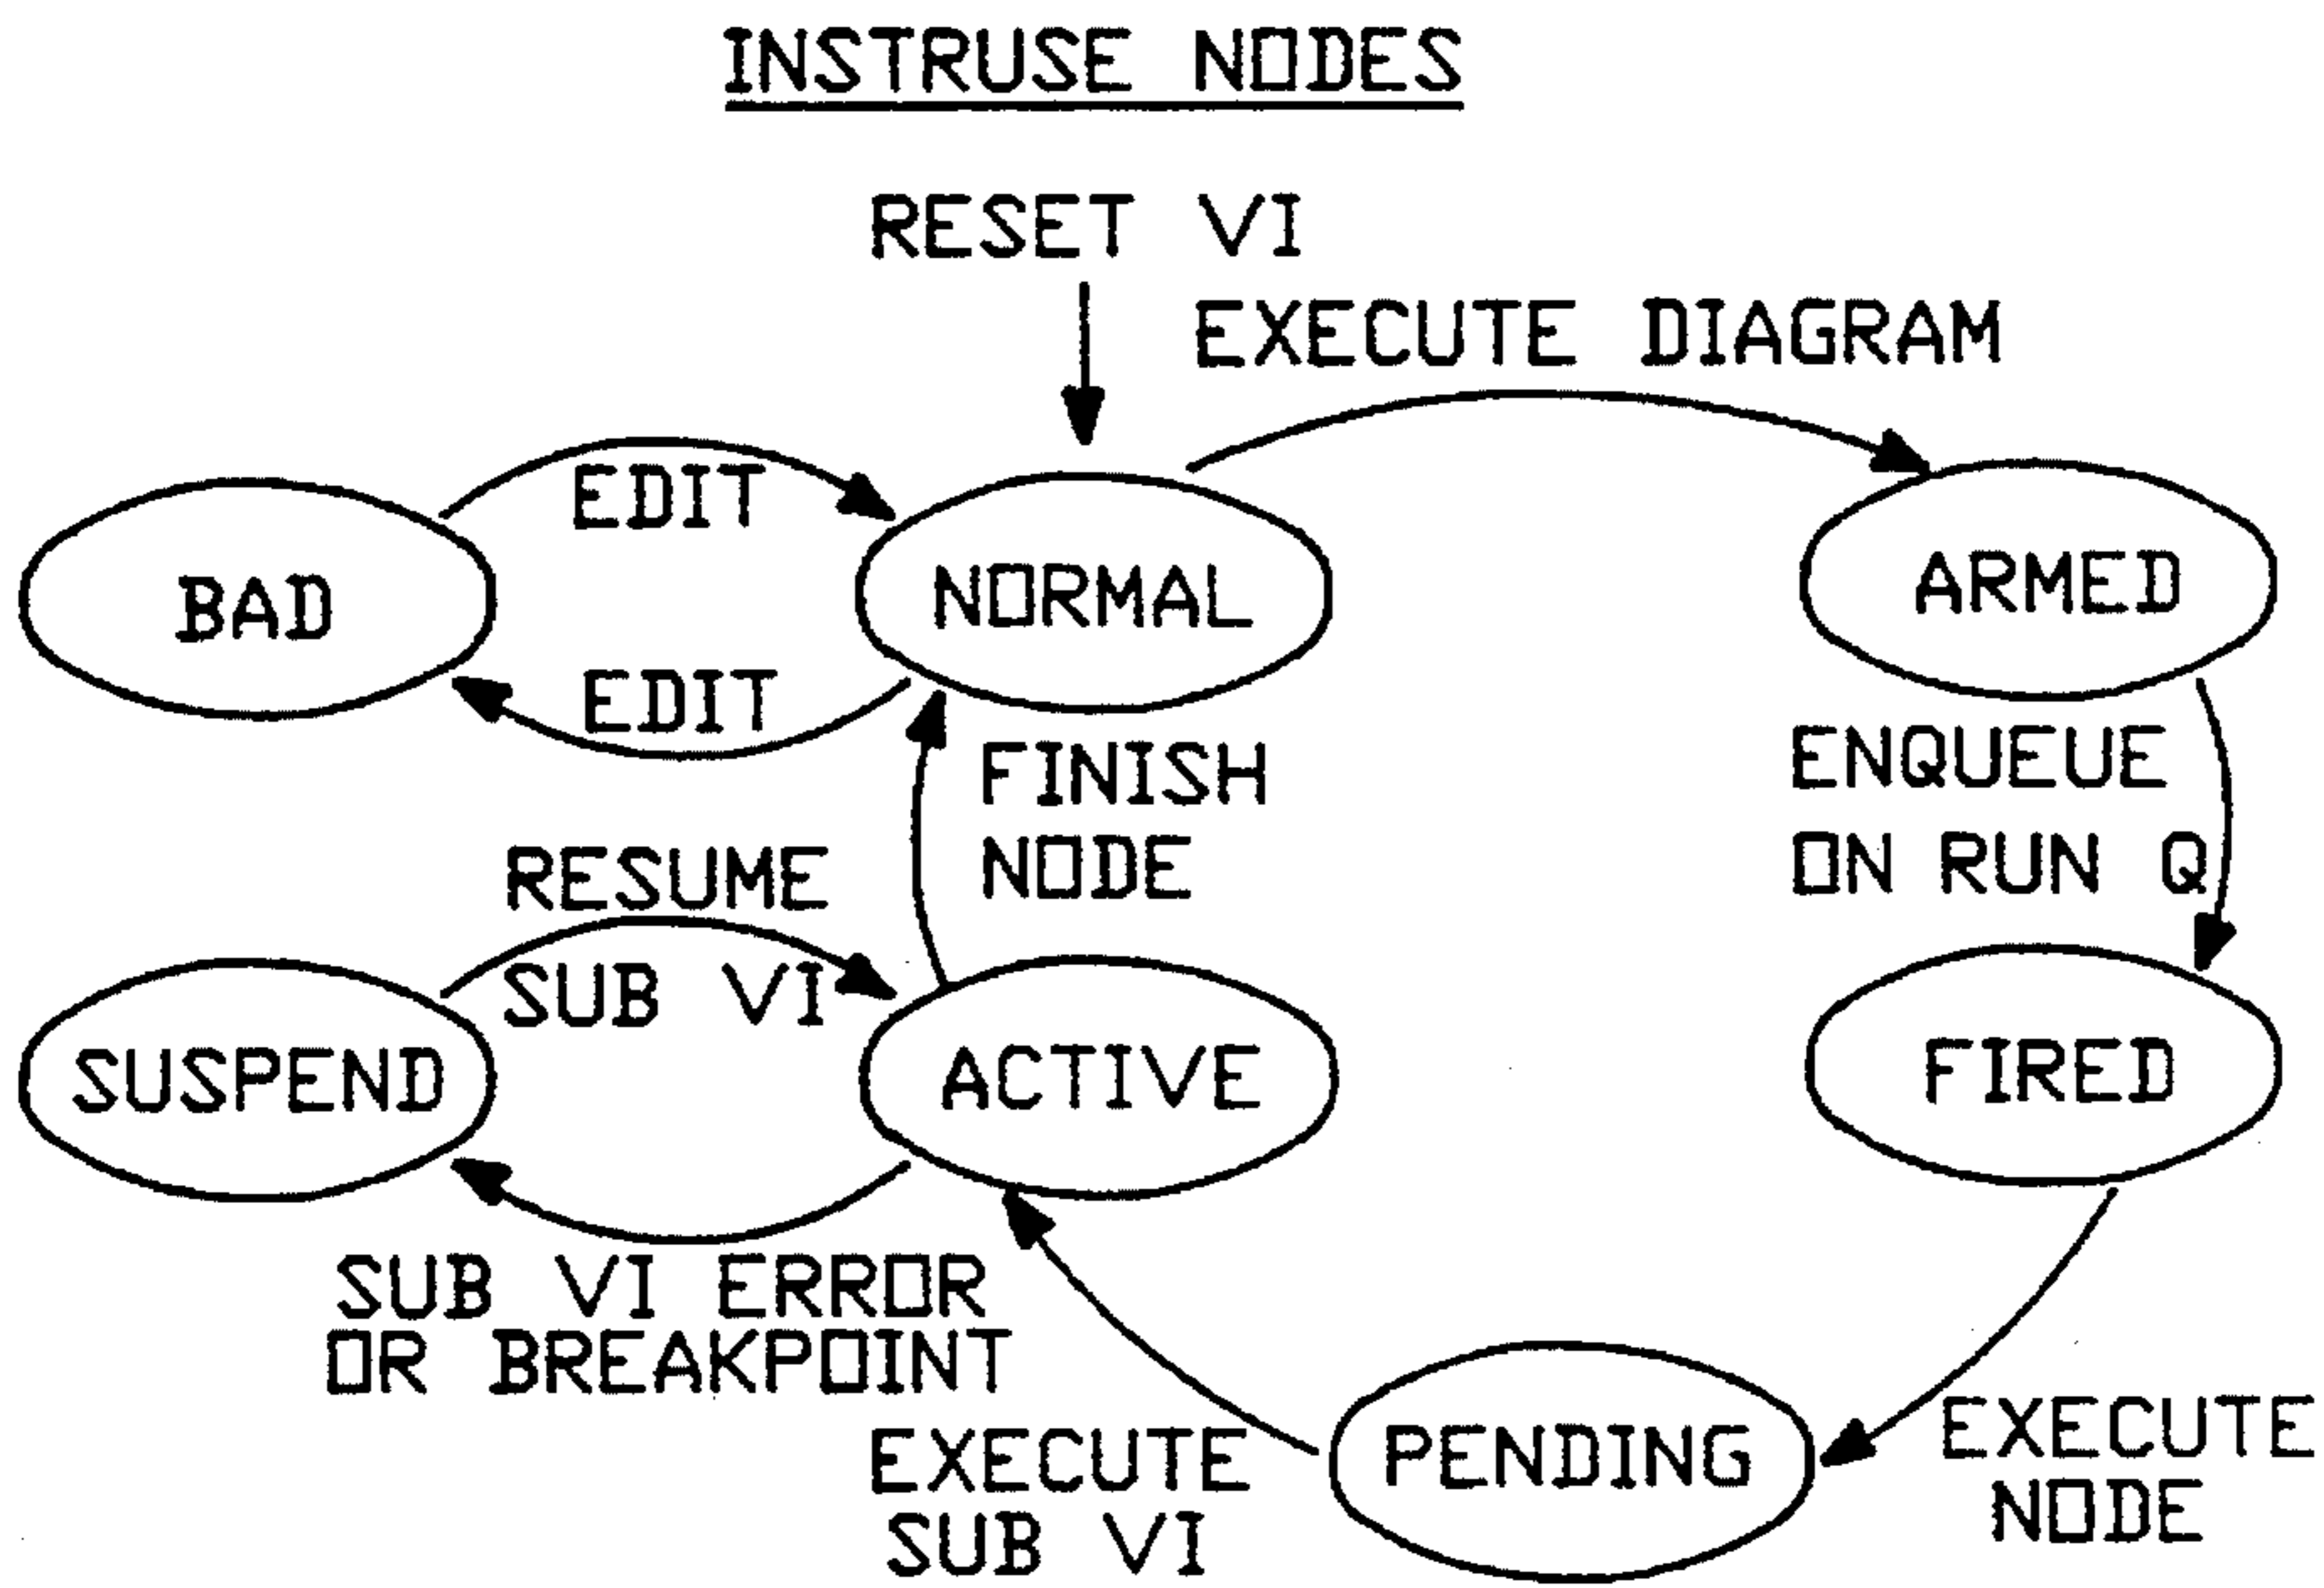 INSTRUSE NODES
RESET VI
EXECUTE DIAGRAM
EDIT
BAD
NORMAL
ARMED
EDIT
FINISH
NODE
ENQUEUE
ON RUN Q
RESUME
SUB VI
SUSPEND
ACTIVE
FIRED
SUB VI ERROR
OR BREAKPOINT
EXECUTE
SUB VI
PENDING
EXECUTE
NODE